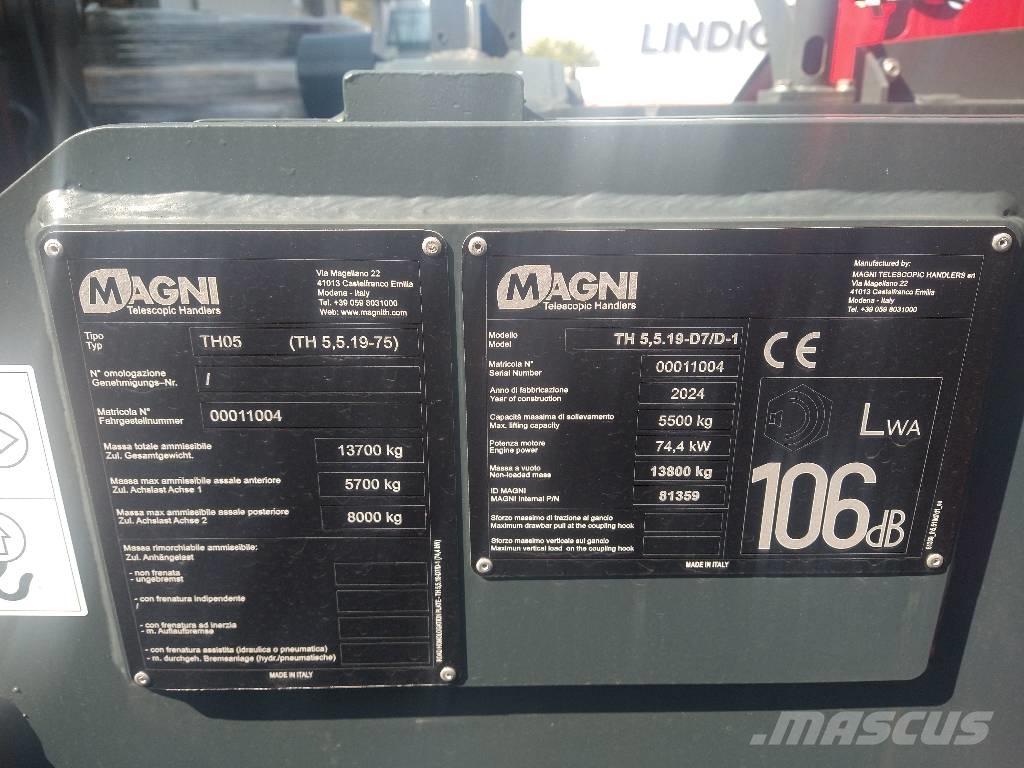 LINDIG
MAGNI
Telescopic Handlers
Via Magellano 22
41013 Castelfranco Emilia
Modena - Italy
Tel. +39 059 8031000
Web: www.magnith.com
Tipo
Typ
TH05 (TH 5,5.19-75)
N° omologazione
Genehmigungs-Nr.
/
Matricola N°
Fahrgestellnummer
00011004
Massa totale ammissibile
Zul. Gesamtgewicht.
13700 kg
Massa max ammissibile assale anteriore
Zul. Achslast Achse 1
5700 kg
Massa max ammissibile assale posteriore
Zul. Achslast Achse 2
8000 kg
Massa rimorchiabile ammissibile:
Zul. Anhängelast
- non frenata
- ungebremst
- con frenatura indipendente
/
- con frenatura ad inerzia
- m. Auflaufbremse
- con frenatura assistita (idraulica o pneumatica)
- m. durchgeh. Bremsanlage (hydr./pneumatische)
MADE IN ITALY
MAGNI
Telescopic Handlers
Manufactured by:
MAGNI TELESCOPIC HANDLERS srl
Via Magellano 22
41013 Castelfranco Emilia
Modena - Italy
Tel. +39 059 8031000
Modello
Model
TH 5,5.19-D7/D-1
Matricola N°
Serial Number
00011004
Anno di fabbricazione
Year of construction
2024
Capacità massima di sollevamento
Max. lifting capacity
5500 kg
Potenza motore
Engine power
74,4 kW
Massa a vuoto
Non-loaded mass
13800 kg
ID MAGNI
MAGNI Internal P/N
81359
Sforzo massimo di trazione al gancio
Maximum drawbar pull at the coupling hook
Sforzo massimo verticale sul gancio
Maximun vertical load on the coupling hook
MADE IN ITALY
CE
LWA
106dB
MASCUS